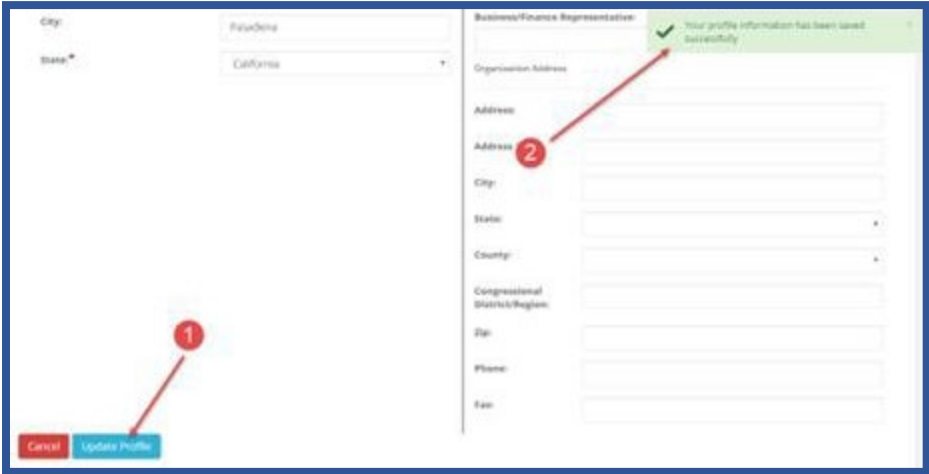 City:
Pasadena
State:*
California
Business/Finance Representative:
Your profile information has been saved
successfully
Organization Address
Address:
Address
2
City:
State:
County:
Congressional
District/Region:
Zip:
1
Phone:
Fax:
Cancel
Update Profile